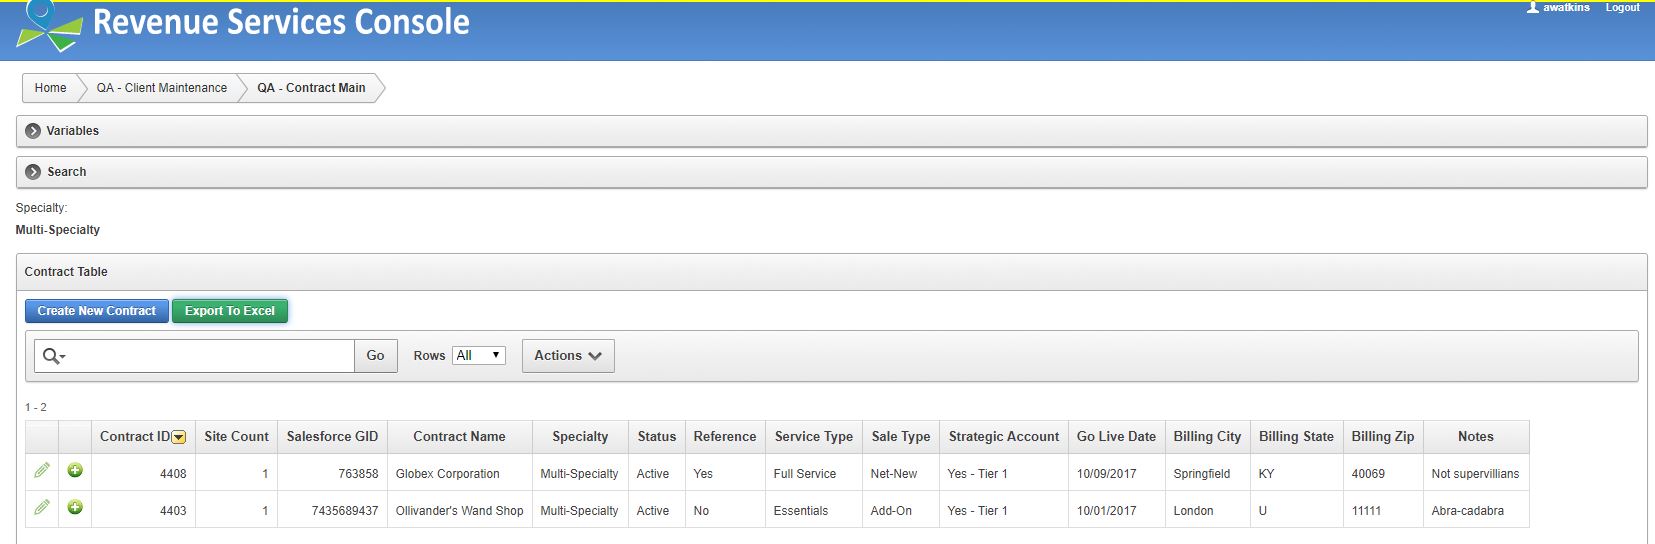 awatkins Logout
Revenue Services Console
Home QA - Client Maintenance QA - Contract Main
Variables
Search
Specialty:
Multi-Specialty
Contract Table
Create New Contract Export To Excel
Go Rows All Actions
1 - 2
Contract ID Site Count Salesforce GID Contract Name Specialty Status Reference Service Type Sale Type Strategic Account Go Live Date Billing City Billing State Billing Zip Notes
4408 1 763858 Globex Corporation Multi-Specialty Active Yes Full Service Net-New Yes - Tier 1 10/09/2017 Springfield KY 40069 Not supervillians
4403 1 7435689437 Ollivander's Wand Shop Multi-Specialty Active No Essentials Add-On Yes - Tier 1 10/01/2017 London U 11111 Abra-cadabra